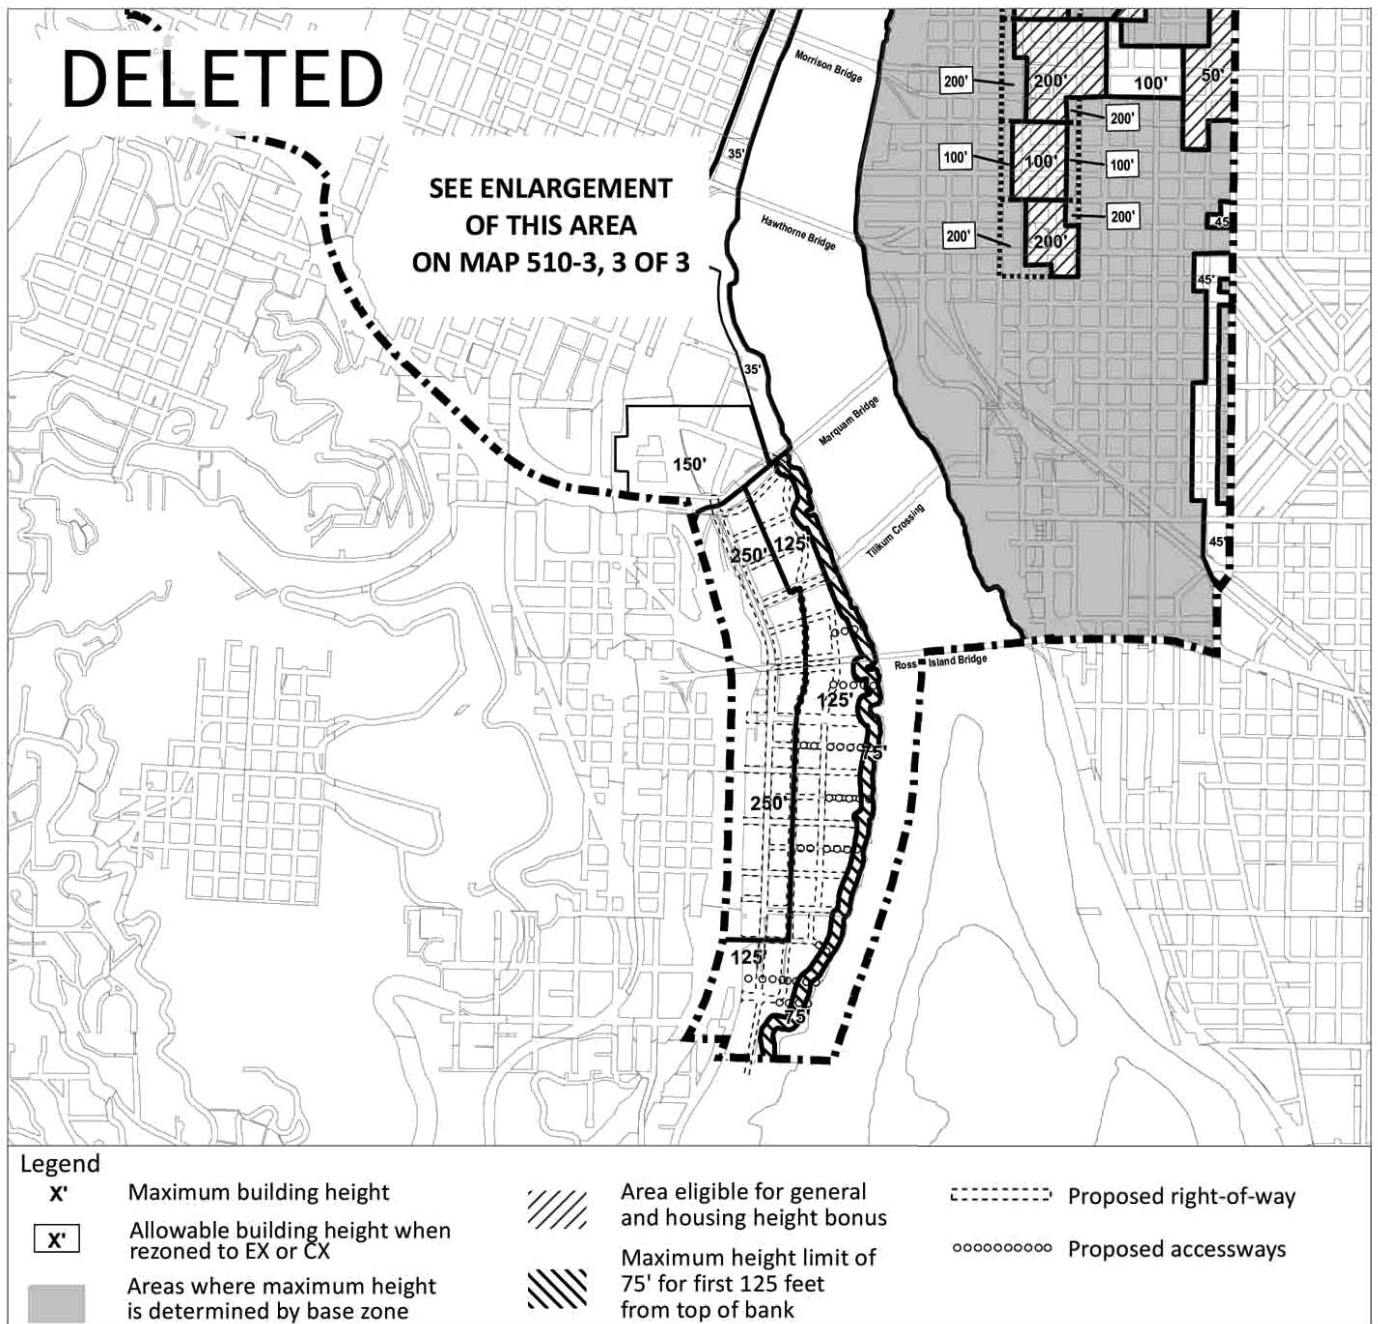 DELETED
SEE ENLARGEMENT
OF THIS AREA
ON MAP 510-3, 3 OF 3
Morrison Bridge
200'
200'
100'
50'
200'
35'
100'
100'
100'
200'
45'
Hawthorne Bridge
200'
200'
45'
35'
Marquam Bridge
150'
Tilikum Crossing
45'
250'
125'
Ross Island Bridge
125'
75'
250'
125'
75'
Legend
X' Maximum building height
X' Allowable building height when
rezoned to EX or CX
Areas where maximum height
is determined by base zone
Area eligible for general
and housing height bonus
Maximum height limit of
75' for first 125 feet
from top of bank
Proposed right-of-way
Proposed accessways